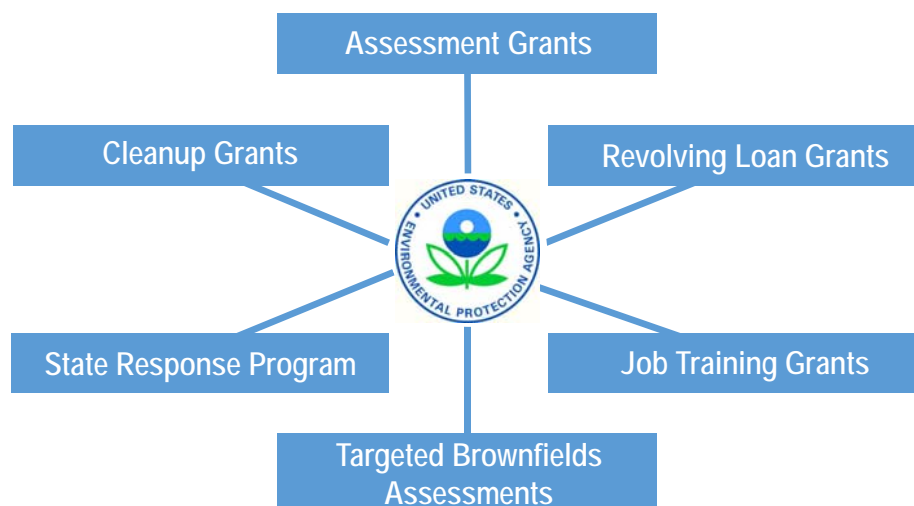 Assessment Grants
Cleanup Grants
Revolving Loan Grants
UNITED STATES • ENVIRONMENTAL PROTECTION AGENCY •
State Response Program
Job Training Grants
Targeted Brownfields
Assessments